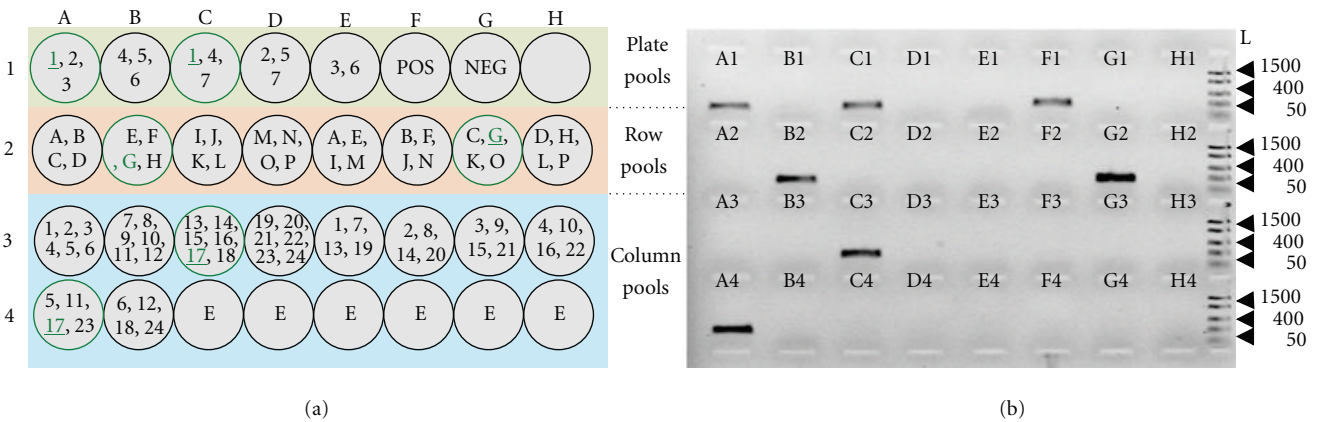 A B C D E F G H
1
1, 2,
3
4, 5,
6
1, 4,
7
2, 5
7
3, 6
POS
NEG
Plate
pools
2
A, B
C, D
E, F
, G, H
I, J,
K, L
M, N,
O, P
A, E,
I, M
B, F,
J, N
C, G,
K, O
D, H,
L, P
Row
pools
3
1, 2, 3
4, 5, 6
7, 8,
9, 10,
11, 12
13, 14,
15, 16,
17, 18
19, 20,
21, 22,
23, 24
1, 7,
13, 19
2, 8,
14, 20
3, 9,
15, 21
4, 10,
16, 22
Column
pools
4
5, 11,
17, 23
6, 12,
18, 24
E
E
E
E
E
E
(a)
L
A1 B1 C1 D1 E1 F1 G1 H1
1500
400
50
A2 B2 C2 D2 E2 F2 G2 H2
1500
400
50
A3 B3 C3 D3 E3 F3 G3 H3
1500
400
50
A4 B4 C4 D4 E4 F4 G4 H4
1500
400
50
(b)